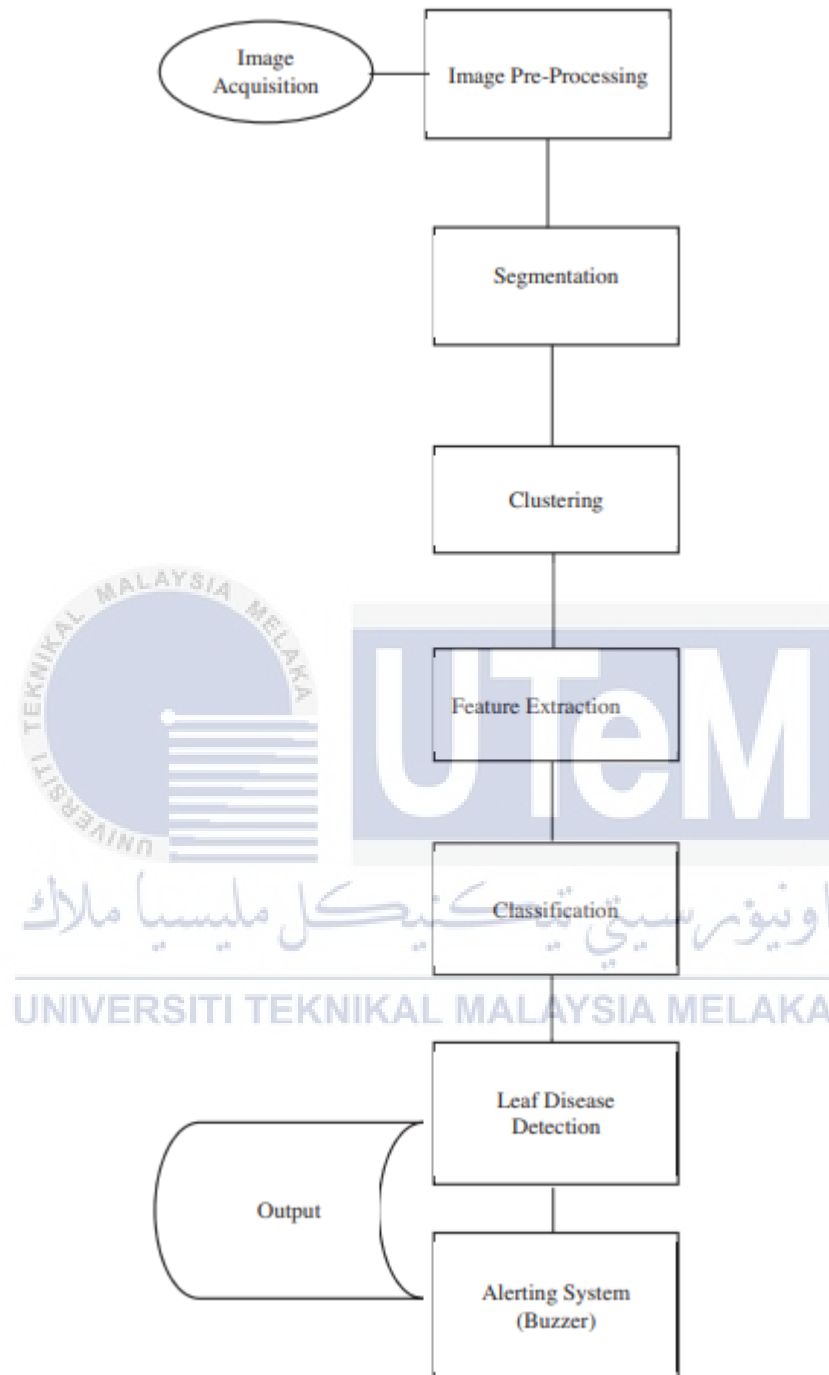 Image
Acquisition
Image Pre-Processing
Segmentation
Clustering
UNIVERSITI TEKNIKAL MALAYSIA MELAKA
UTeM
Feature Extraction
Classification
اونيۏرسيتي تيکنيکل مليسيا ملاك
UNIVERSITI TEKNIKAL MALAYSIA MELAKA
Leaf Disease
Detection
Output
Alerting System
(Buzzer)